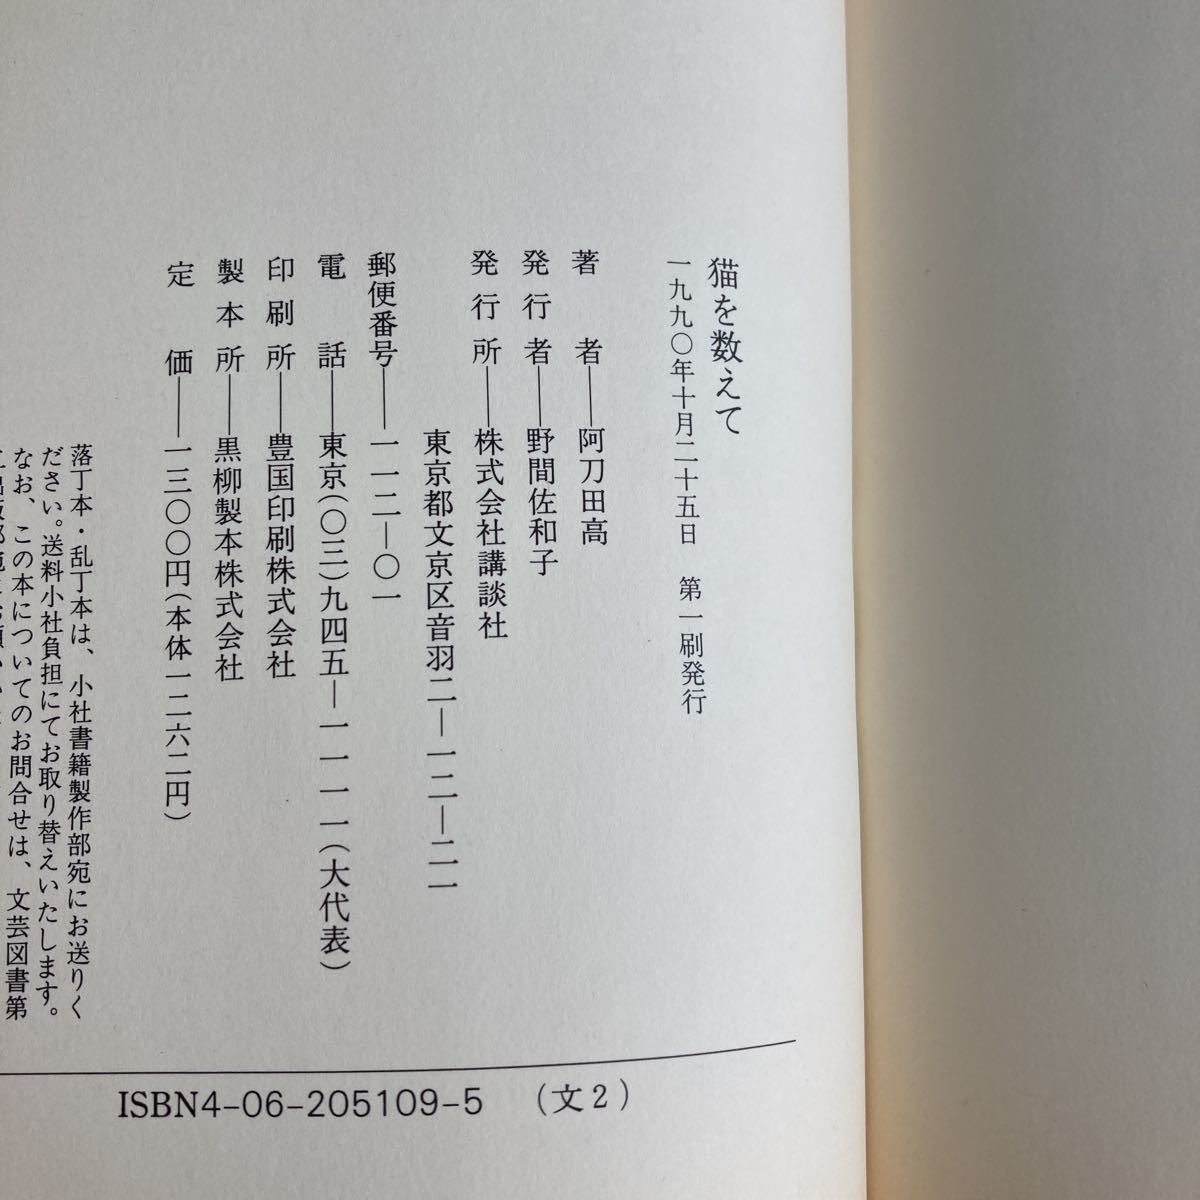 猫を数えて
一九九〇年十月二十五日　第一刷発行
著者——阿刀田高
発行者——野間佐和子
発行所——株式会社講談社
東京都文京区音羽二—一二—二一
郵便番号——一一二—〇一
電話——東京(〇三)九四五—一一一一(大代表)
印刷所——豊国印刷株式会社
製本所——黒柳製本株式会社
定価——一三〇〇円(本体一二六二円)
落丁本・乱丁本は、小社書籍製作部宛にお送りく
ださい。送料小社負担にてお取り替えいたします。
なお、この本についてのお問合せは、文芸図書第
ISBN4-06-205109-5 (文2)